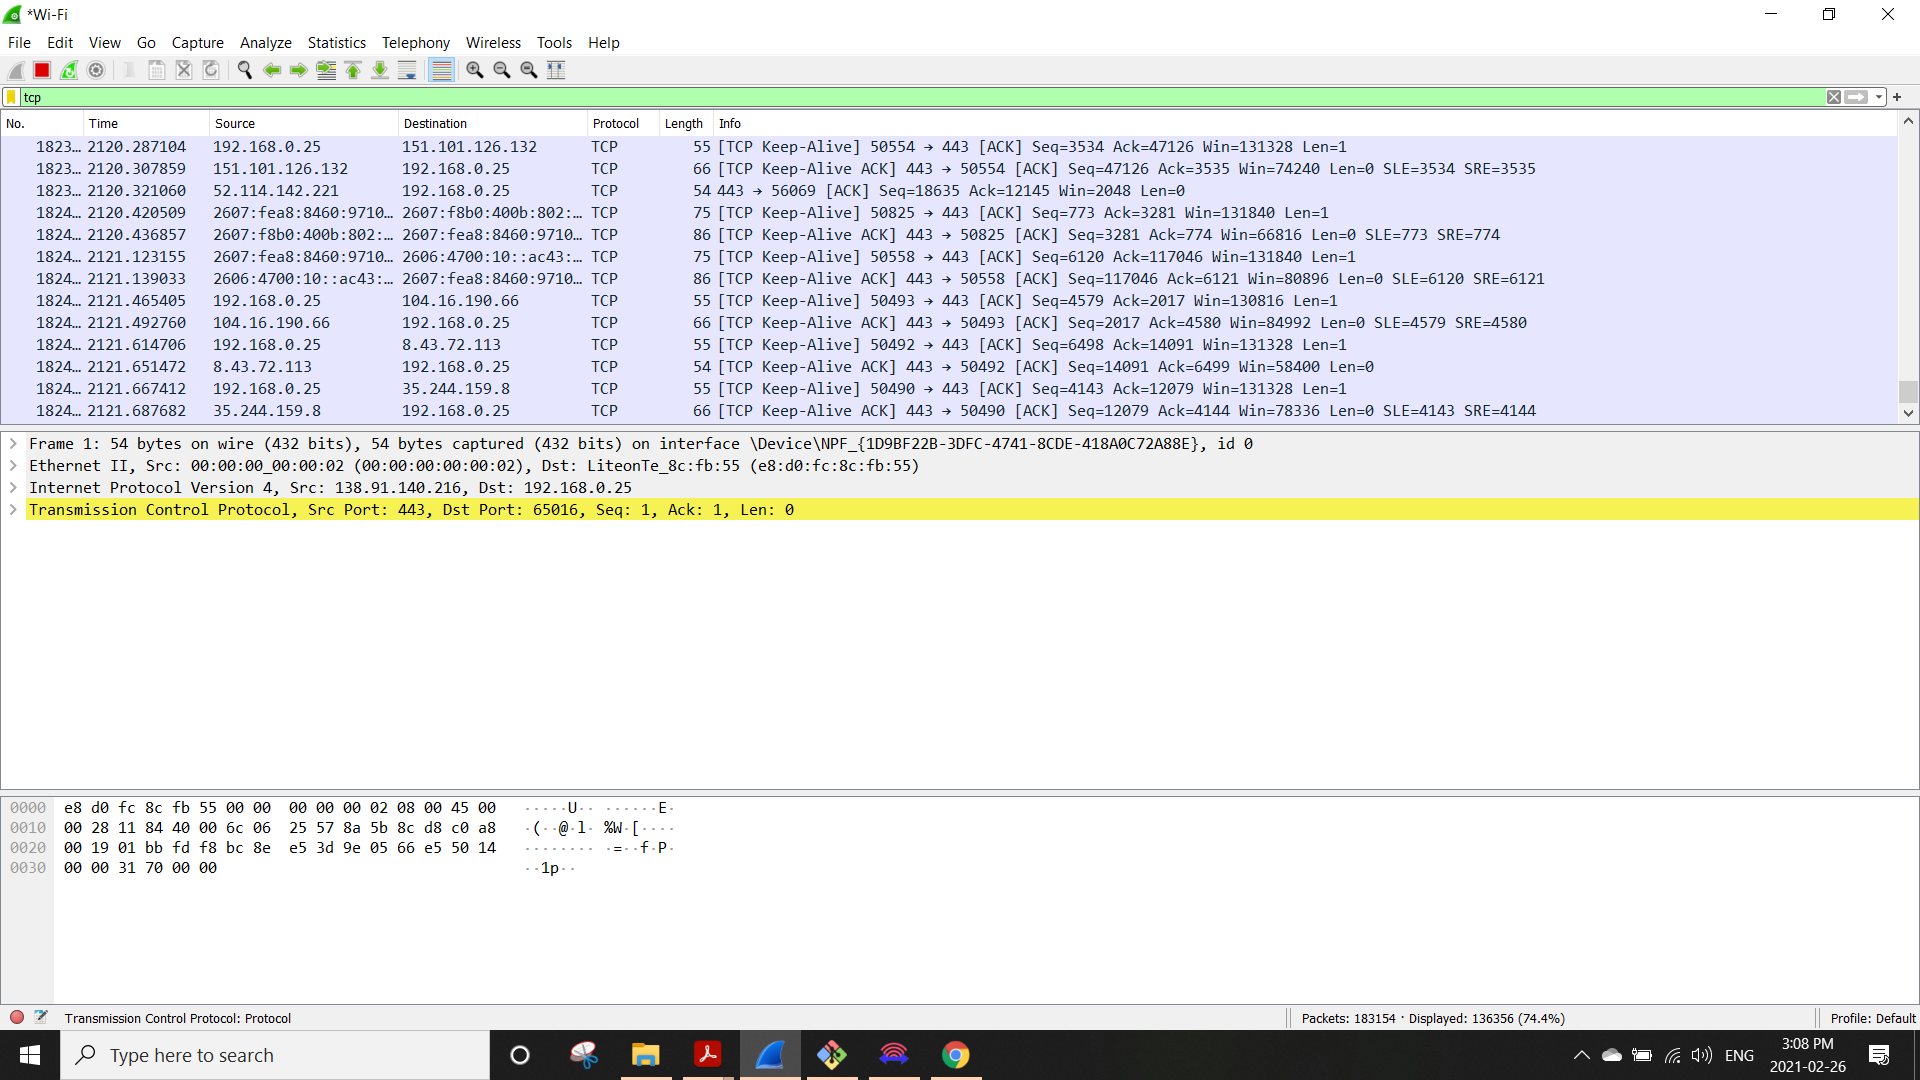 *Wi-Fi
File Edit View Go Capture Analyze Statistics Telephony Wireless Tools Help
tcp
No. Time Source Destination Protocol Length Info
1823… 2120.287104 192.168.0.25 151.101.126.132 TCP 55 [TCP Keep-Alive] 50554 → 443 [ACK] Seq=3534 Ack=47126 Win=131328 Len=1
1823… 2120.307859 151.101.126.132 192.168.0.25 TCP 66 [TCP Keep-Alive ACK] 443 → 50554 [ACK] Seq=47126 Ack=3535 Win=74240 Len=0 SLE=3534 SRE=3535
1823… 2120.321060 52.114.142.221 192.168.0.25 TCP 54 443 → 56069 [ACK] Seq=18635 Ack=12145 Win=2048 Len=0
1824… 2120.420509 2607:fea8:8460:9710… 2607:f8b0:400b:802:… TCP 75 [TCP Keep-Alive] 50825 → 443 [ACK] Seq=773 Ack=3281 Win=131840 Len=1
1824… 2120.436857 2607:f8b0:400b:802:… 2607:fea8:8460:9710… TCP 86 [TCP Keep-Alive ACK] 443 → 50825 [ACK] Seq=3281 Ack=774 Win=66816 Len=0 SLE=773 SRE=774
1824… 2121.123155 2607:fea8:8460:9710… 2606:4700:10::ac43:… TCP 75 [TCP Keep-Alive] 50558 → 443 [ACK] Seq=6120 Ack=117046 Win=131840 Len=1
1824… 2121.139033 2606:4700:10::ac43:… 2607:fea8:8460:9710… TCP 86 [TCP Keep-Alive ACK] 443 → 50558 [ACK] Seq=117046 Ack=6121 Win=80896 Len=0 SLE=6120 SRE=6121
1824… 2121.465405 192.168.0.25 104.16.190.66 TCP 55 [TCP Keep-Alive] 50493 → 443 [ACK] Seq=4579 Ack=2017 Win=130816 Len=1
1824… 2121.492760 104.16.190.66 192.168.0.25 TCP 66 [TCP Keep-Alive ACK] 443 → 50493 [ACK] Seq=2017 Ack=4580 Win=84992 Len=0 SLE=4579 SRE=4580
1824… 2121.614706 192.168.0.25 8.43.72.113 TCP 55 [TCP Keep-Alive] 50492 → 443 [ACK] Seq=6498 Ack=14091 Win=131328 Len=1
1824… 2121.651472 8.43.72.113 192.168.0.25 TCP 54 [TCP Keep-Alive ACK] 443 → 50492 [ACK] Seq=14091 Ack=6499 Win=58400 Len=0
1824… 2121.667412 192.168.0.25 35.244.159.8 TCP 55 [TCP Keep-Alive] 50490 → 443 [ACK] Seq=4143 Ack=12079 Win=131328 Len=1
1824… 2121.687682 35.244.159.8 192.168.0.25 TCP 66 [TCP Keep-Alive ACK] 443 → 50490 [ACK] Seq=12079 Ack=4144 Win=78336 Len=0 SLE=4143 SRE=4144
Frame 1: 54 bytes on wire (432 bits), 54 bytes captured (432 bits) on interface \Device\NPF_{1D9BF22B-3DFC-4741-8CDE-418A0C72A88E}, id 0
Ethernet II, Src: 00:00:00_00:00:02 (00:00:00:00:00:02), Dst: LiteonTe_8c:fb:55 (e8:d0:fc:8c:fb:55)
Internet Protocol Version 4, Src: 138.91.140.216, Dst: 192.168.0.25
Transmission Control Protocol, Src Port: 443, Dst Port: 65016, Seq: 1, Ack: 1, Len: 0
0000 e8 d0 fc 8c fb 55 00 00 00 00 00 02 08 00 45 00 ·····U·· ······E·
0010 00 28 11 84 40 00 6c 06 25 57 8a 5b 8c d8 c0 a8 ·(··@·l· %W·[····
0020 00 19 01 bb fd f8 bc 8e e5 3d 9e 05 66 e5 50 14 ········ ·=··f·P·
0030 00 00 31 70 00 00 ··1p··
Transmission Control Protocol: Protocol
Packets: 183154 · Displayed: 136356 (74.4%)
Profile: Default
Type here to search
ENG
3:08 PM
2021-02-26